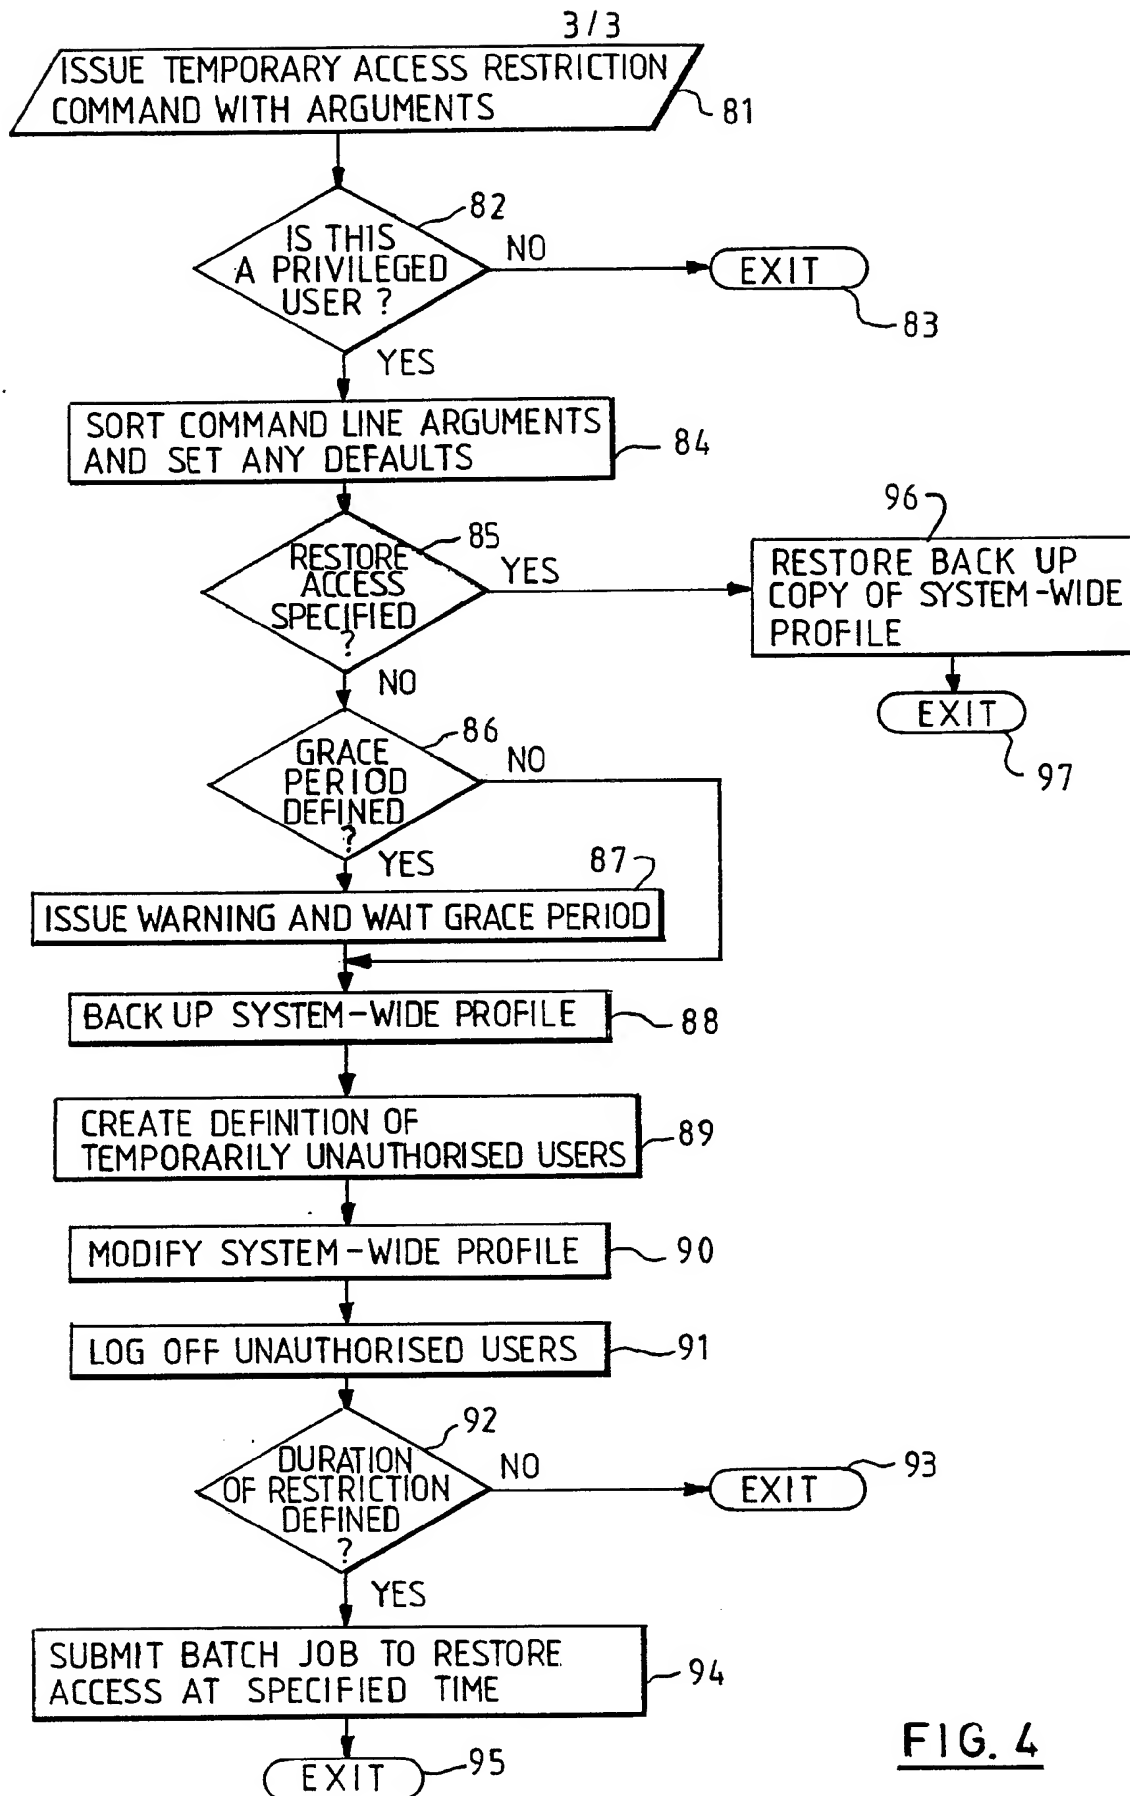 3/3
ISSUE TEMPORARY ACCESS RESTRICTION
COMMAND WITH ARGUMENTS
81
82
IS THIS
A PRIVILEGED
USER ?
NO
EXIT
83
YES
SORT COMMAND LINE ARGUMENTS
AND SET ANY DEFAULTS
84
85
RESTORE
ACCESS
SPECIFIED
?
YES
96
RESTORE BACK UP
COPY OF SYSTEM-WIDE
PROFILE
NO
EXIT
97
86
GRACE
PERIOD
DEFINED
?
NO
YES
87
ISSUE WARNING AND WAIT GRACE PERIOD
BACK UP SYSTEM-WIDE PROFILE
88
CREATE DEFINITION OF
TEMPORARILY UNAUTHORISED USERS
89
MODIFY SYSTEM-WIDE PROFILE
90
LOG OFF UNAUTHORISED USERS
91
92
DURATION
OF RESTRICTION
DEFINED
?
NO
EXIT
93
YES
SUBMIT BATCH JOB TO RESTORE
ACCESS AT SPECIFIED TIME
94
EXIT
95
FIG. 4